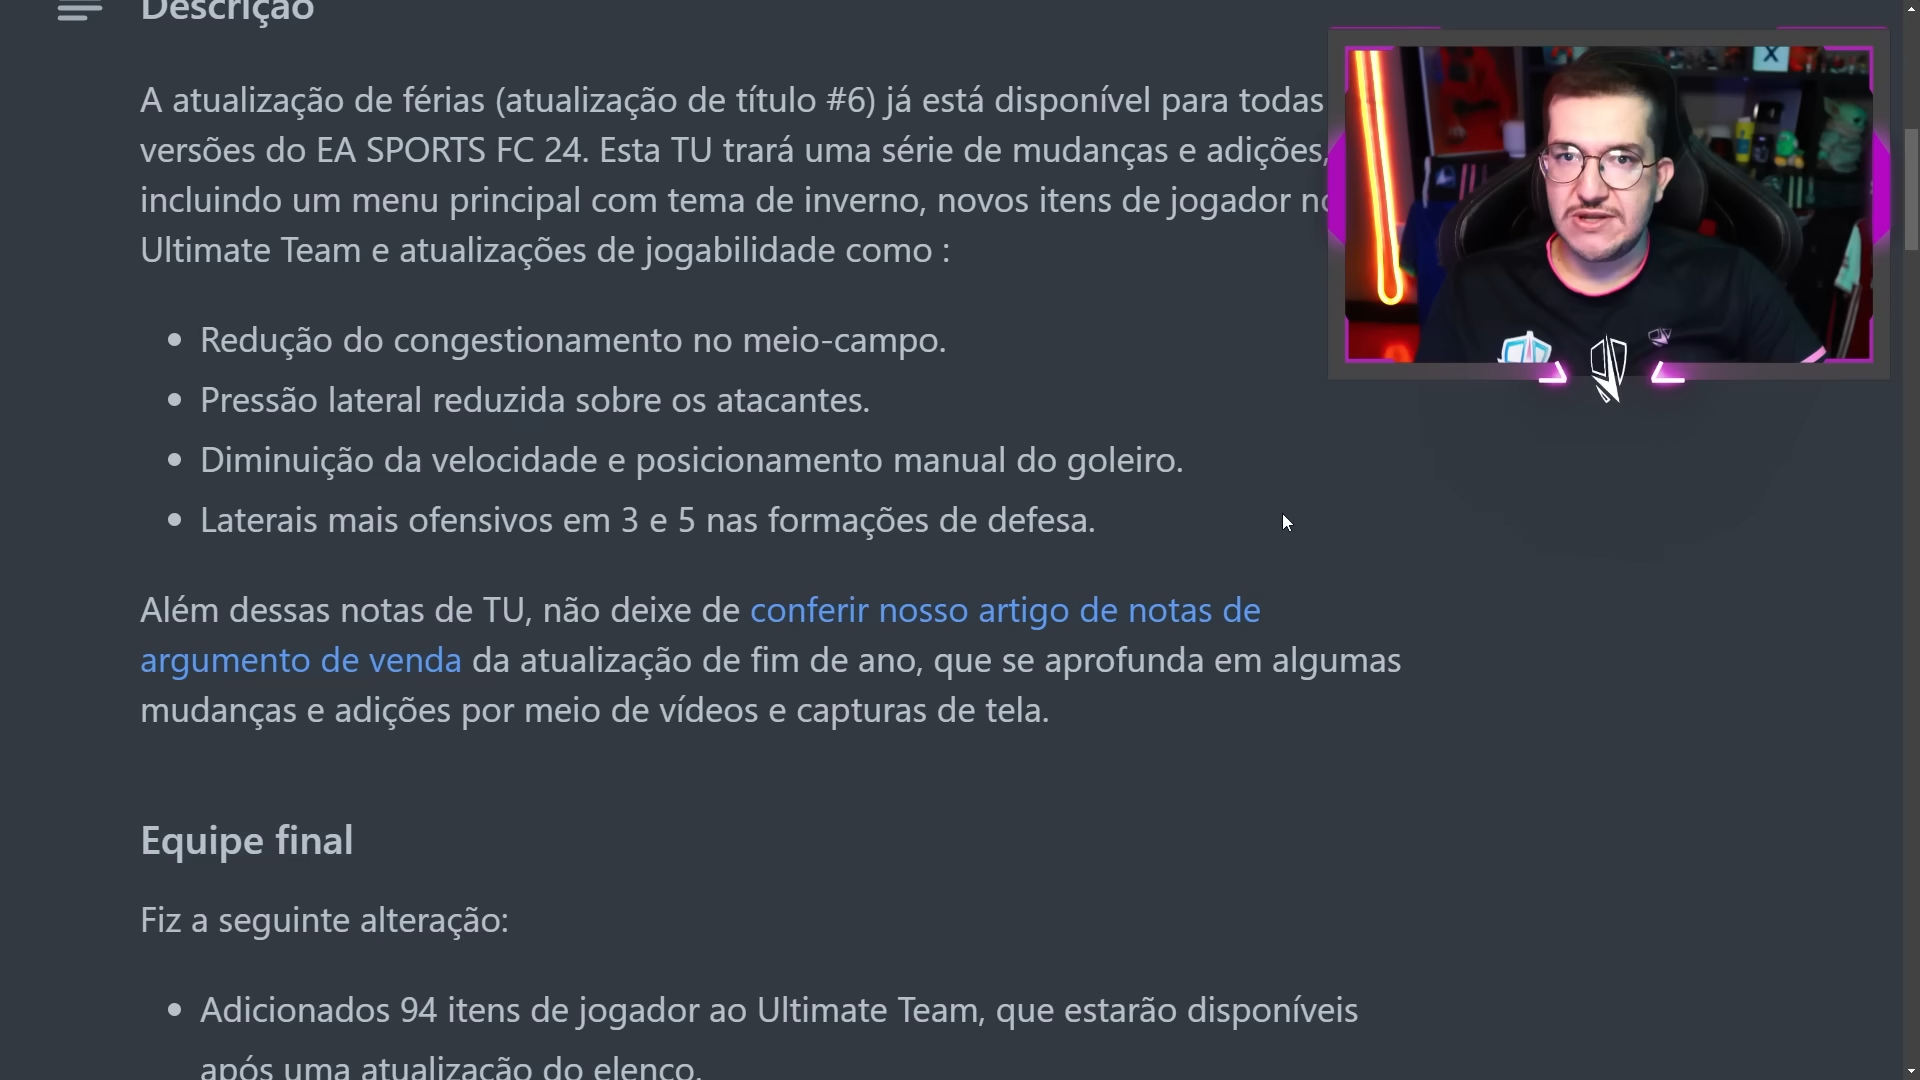 Descrição
A atualização de férias (atualização de título #6) já está disponível para todas
versões do EA SPORTS FC 24. Esta TU trará uma série de mudanças e adições,
incluindo um menu principal com tema de inverno, novos itens de jogador no
Ultimate Team e atualizações de jogabilidade como :
Redução do congestionamento no meio-campo.
Pressão lateral reduzida sobre os atacantes.
Diminuição da velocidade e posicionamento manual do goleiro.
Laterais mais ofensivos em 3 e 5 nas formações de defesa.
Além dessas notas de TU, não deixe de conferir nosso artigo de notas de
argumento de venda da atualização de fim de ano, que se aprofunda em algumas
mudanças e adições por meio de vídeos e capturas de tela.
Equipe final
Fiz a seguinte alteração:
Adicionados 94 itens de jogador ao Ultimate Team, que estarão disponíveis
após uma atualização do elenco.